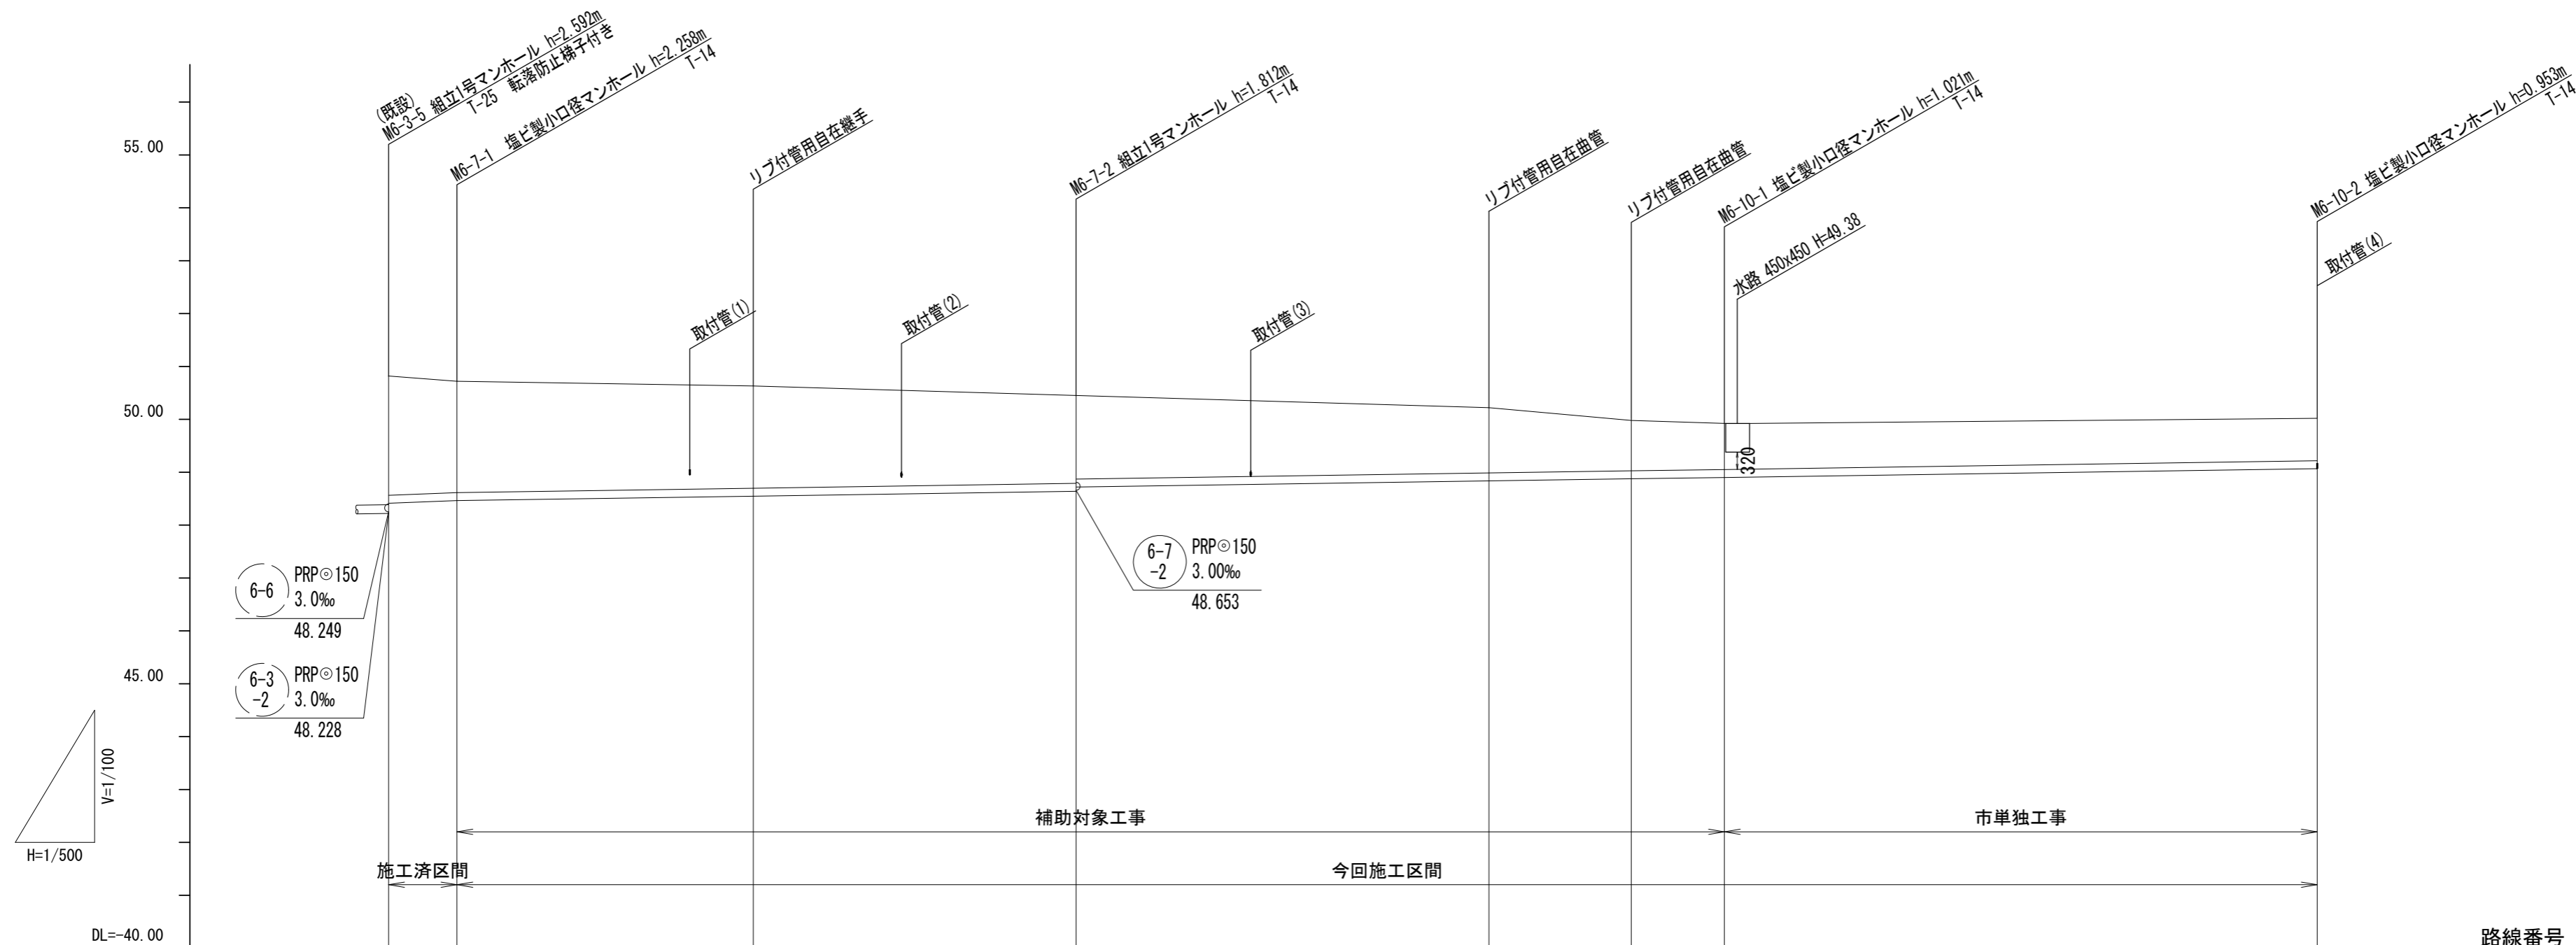 (既設)
M6-3-5 組立1号マンホール h=2.592m
T-25 転落防止梯子付き
M6-7-1 塩ビ製小口径マンホール h=2.258m
T-14
リブ付管用自在継手
M6-7-2 組立1号マンホール h=1.812m
T-14
リブ付管用自在曲管
リブ付管用自在曲管
M6-10-1 塩ビ製小口径マンホール h=1.021m
T-14
水路 450x450 H=49.38
M6-10-2 塩ビ製小口径マンホール h=0.953m
T-14
取付管(4)
取付管(1)
取付管(2)
取付管(3)
55.00
50.00
45.00
DL=-40.00
320
6-6
PRP◎150
3.0‰
48.249
6-3
-2
PRP◎150
3.0‰
48.228
6-7
-2
PRP◎150
3.00‰
48.653
V=1/100
H=1/500
補助対象工事
市単独工事
施工済区間
今回施工区間
路線番号